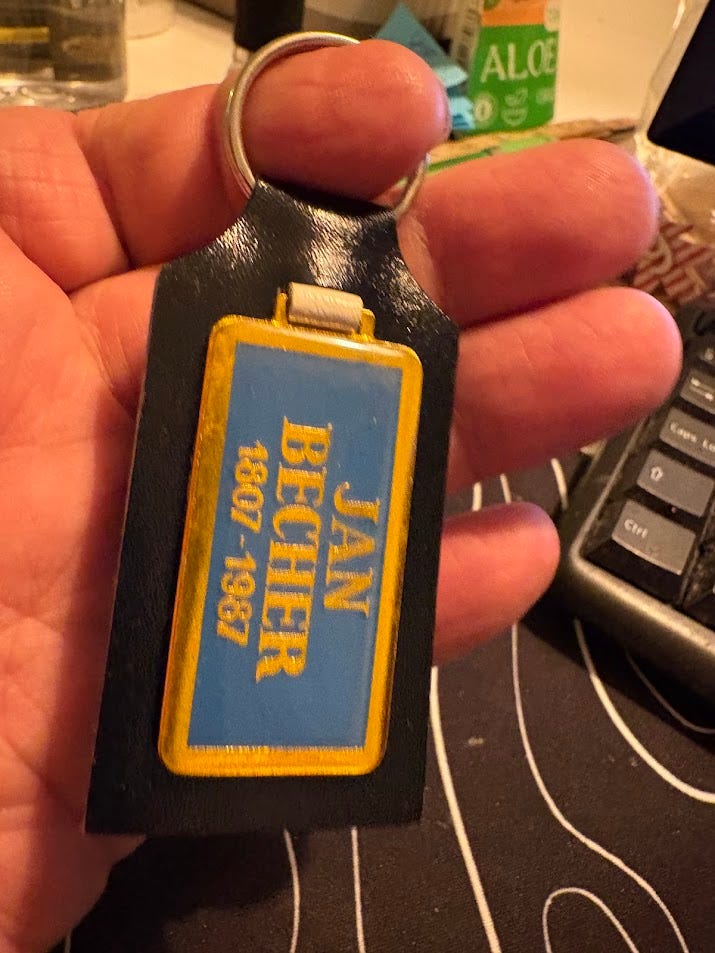 ALOE
JAN
BECHER
1807-1987
Caps Lo
Ctrl